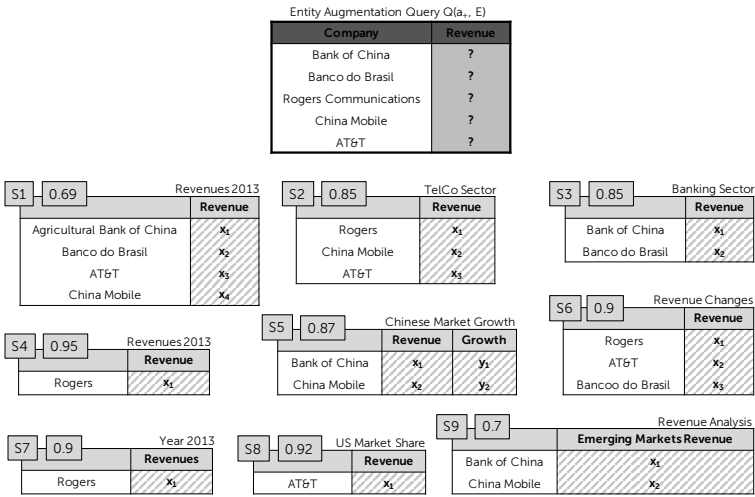 Entity Augmentation Query Q(a+, E)
Company Revenue
Bank of China ?
Banco do Brasil ?
Rogers Communications ?
China Mobile ?
AT&T ?
S1 0.69 Revenues 2013
Revenue
Agricultural Bank of China x1
Banco do Brasil x2
AT&T x3
China Mobile x4
S2 0.85 TelCo Sector
Revenue
Rogers x1
China Mobile x2
AT&T x3
S3 0.85 Banking Sector
Revenue
Bank of China x1
Banco do Brasil x2
S4 0.95 Revenues 2013
Revenue
Rogers x1
S5 0.87 Chinese Market Growth
Revenue Growth
Bank of China x1 y1
China Mobile x2 y2
S6 0.9 Revenue Changes
Revenue
Rogers x1
AT&T x2
Bancoo do Brasil x3
S7 0.9 Year 2013
Revenues
Rogers x1
S8 0.92 US Market Share
Revenue
AT&T x1
S9 0.7 Revenue Analysis
Emerging Markets Revenue
Bank of China x1
China Mobile x2